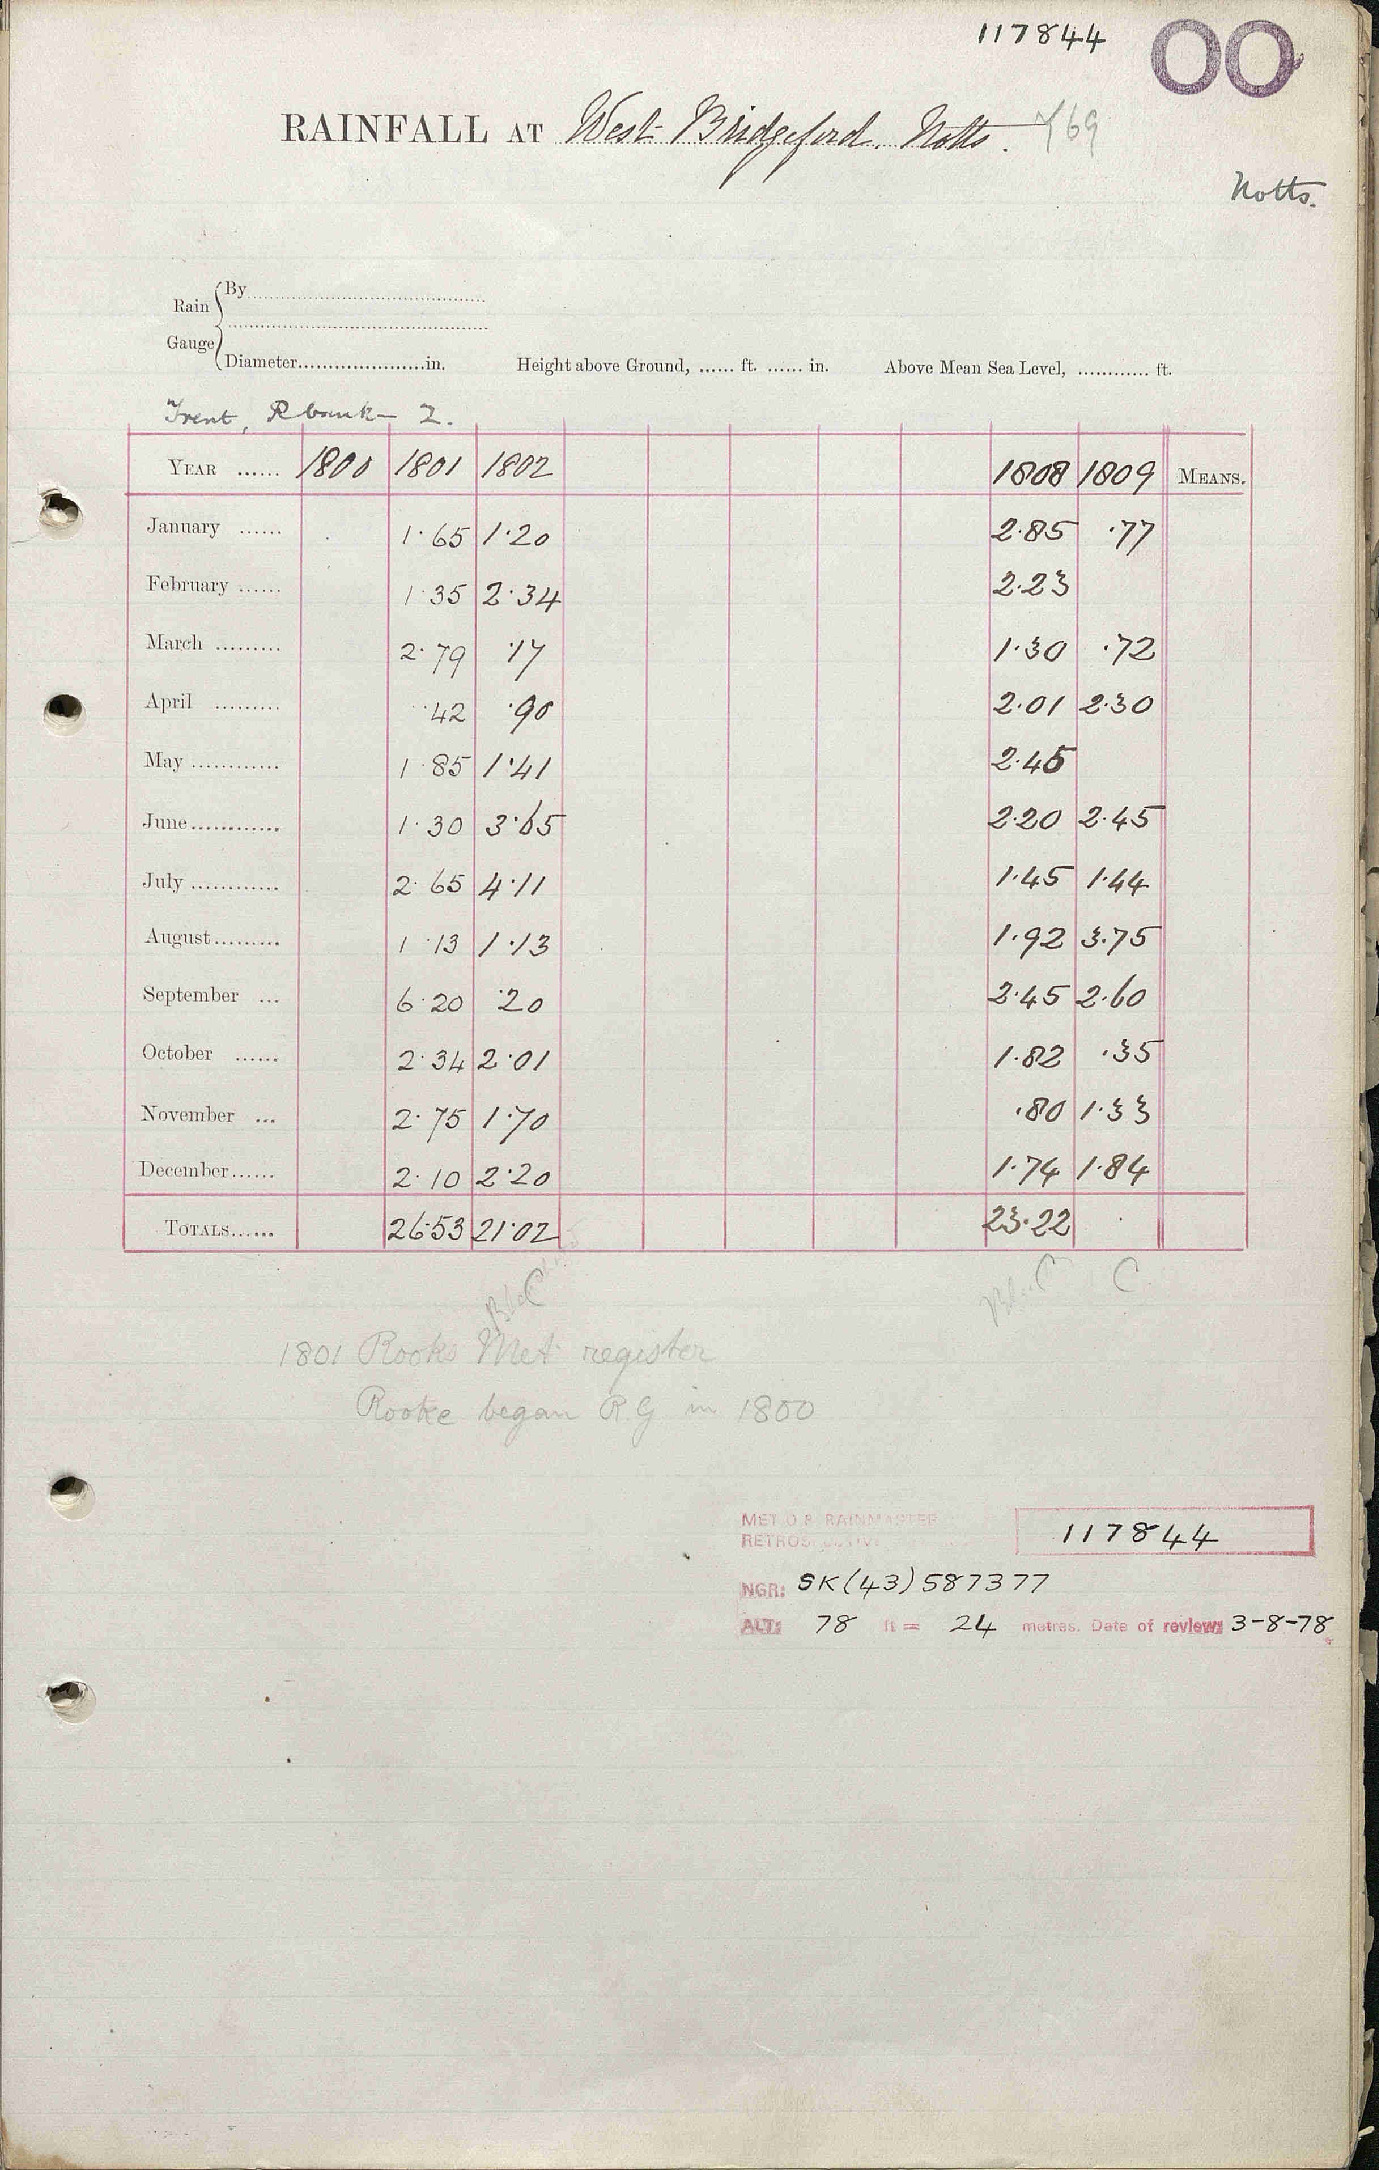 117844 OO
RAINFALL AT West Bridgeford. Notts. 
Notts.
Rain Gauge
By
Diameter in. Height above Ground, ft. in. Above Mean Sea Level, ft.
Trent, R bank - 2.
YEAR 1800 1801 1802 1808 1809 MEANS.
January 1.65 1.20 2.85 .77
February 1.35 2.34 2.23
March 2.79 .17 1.30 .72
April .42 .90 2.01 2.30
May 1.85 1.41 2.45
June 1.30 3.65 2.20 2.45
July 2.65 4.11 1.45 1.44
August 1.13 1.13 1.92 3.75
September 6.20 .20 2.45 2.60
October 2.34 2.01 1.82 .35
November 2.75 1.70 .80 1.33
December 2.10 2.20 1.74 1.84
TOTALS 26.53 21.02 23.22
C C C
1801 Rooks Met register
Rooke began R.G in 1800
MET.O.8 RAINMASTER
117844
NGR: SK(43)587377
ALT: 78 ft = 24 metres. Date of review: 3-8-78